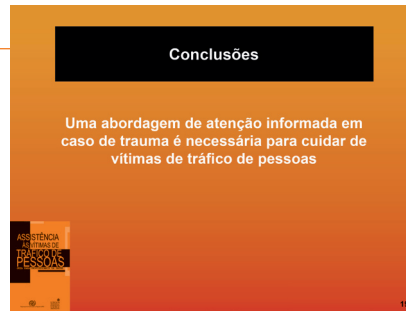 Conclusões
Uma abordagem de atenção informada em
caso de trauma é necessária para cuidar de
vítimas de tráfico de pessoas
ASSISTÊNCIA
ÀS VÍTIMAS DE
TRÁFICO DE
PESSOAS